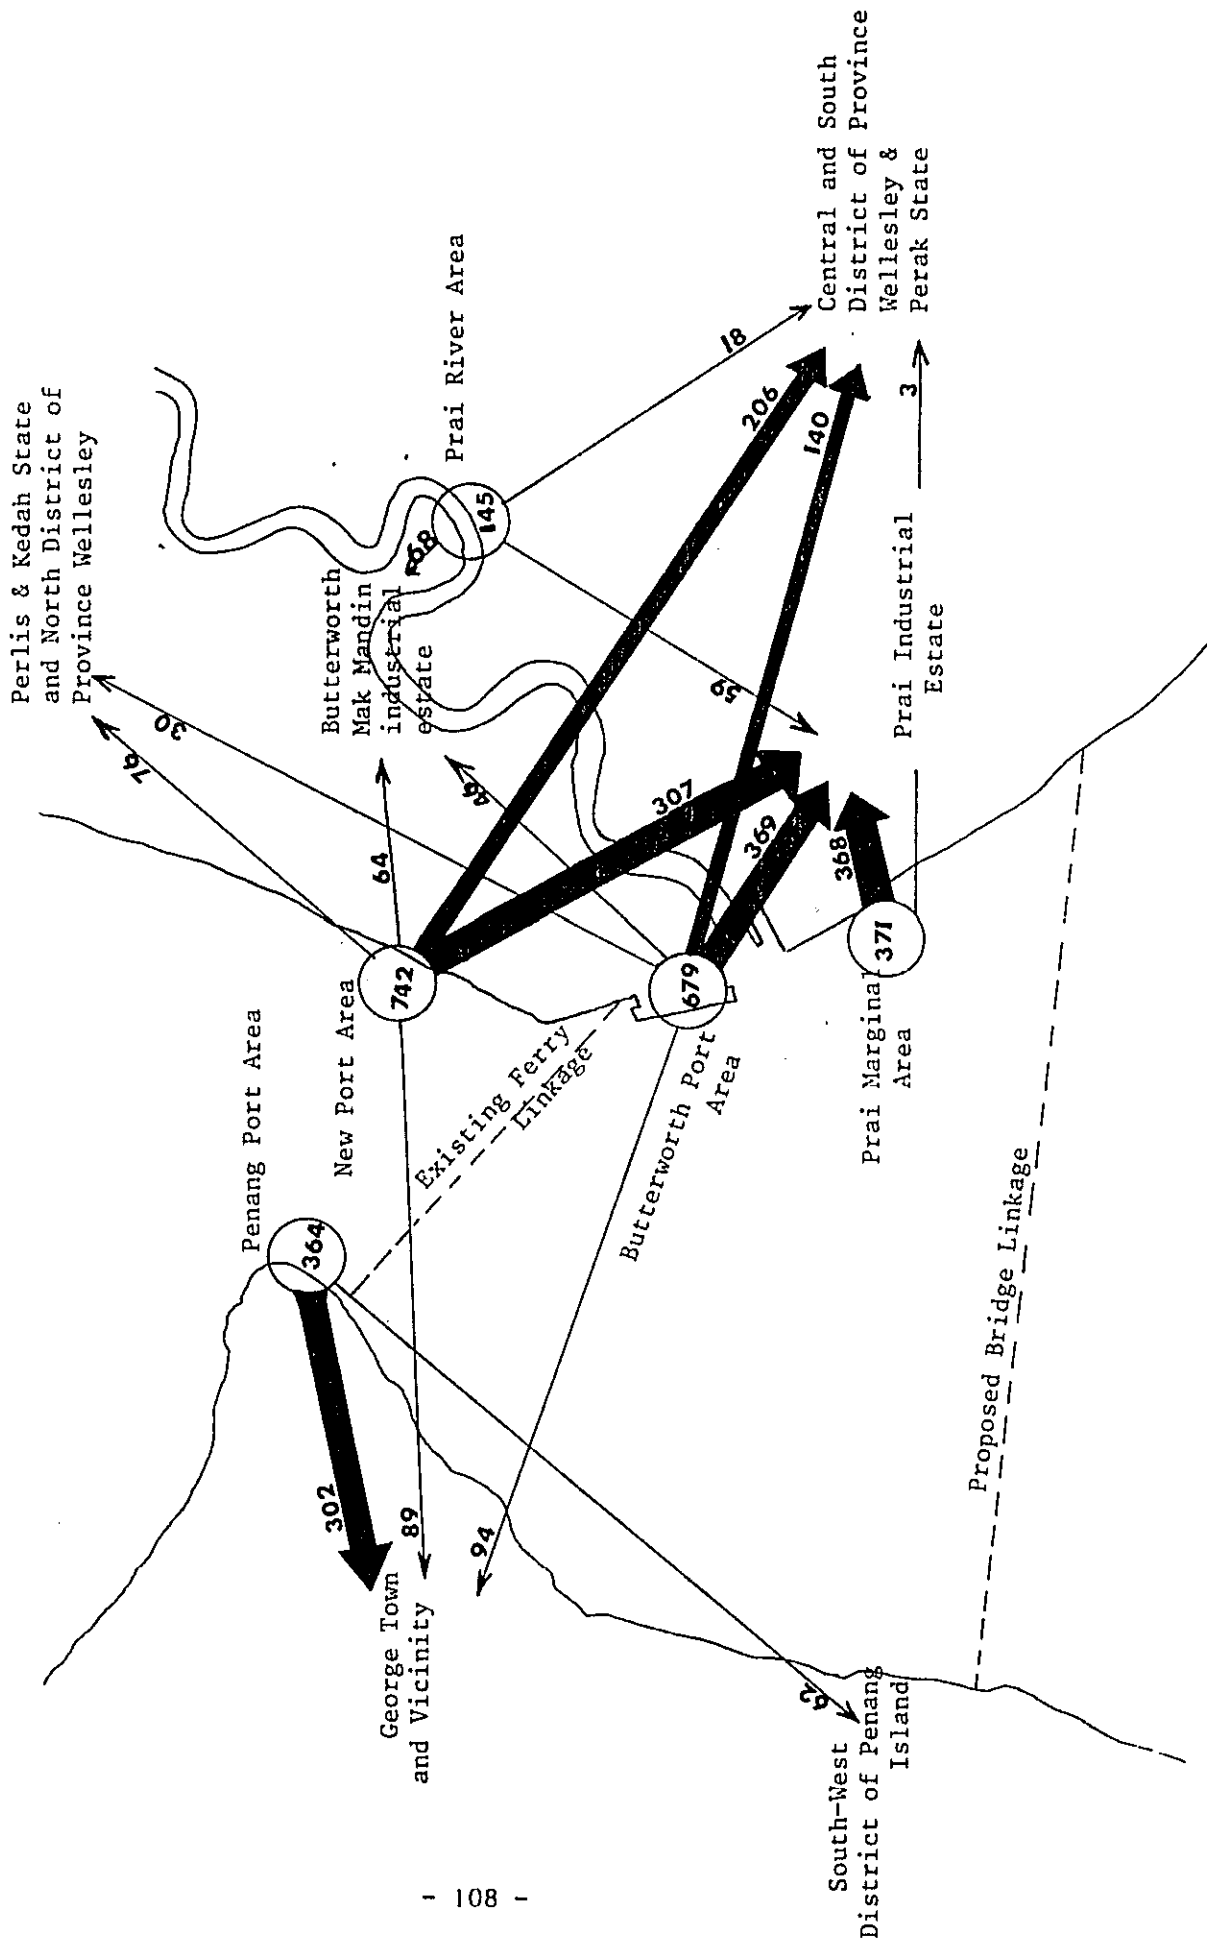 Perlis & Kedah State
and North District of
Province Wellesley
76
30
Butterworth
Mak Mandin
industrial
estate
68
145
Prai River Area
64
46
18
Penang Port Area
New Port Area
364
742
302
George Town
and Vicinity
89
94
Existing Ferry
Linkage
206
140
307
369
59
679
Butterworth Port
Area
Central and South
District of Province
Wellesley &
Perak State
3
Prai Industrial
Estate
368
371
Prai Marginal
Area
62
South-West
District of Penang
Island
Proposed Bridge Linkage
- 108 -